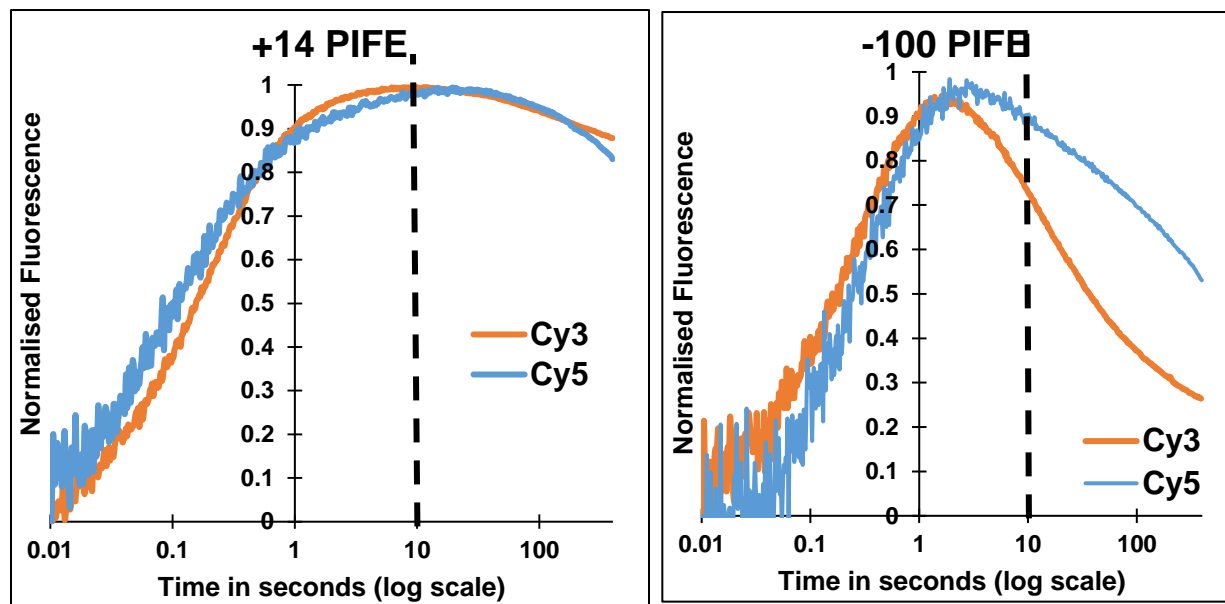 +14 PIFE
1
0.9
0.8
0.7
0.6
0.5
0.4
0.3
0.2
0.1
0
Normalised Fluorescence
Cy3
Cy5
0.01 0.1 1 10 100
Time in seconds (log scale)
-100 PIFE
1
0.9
0.8
0.7
0.6
0.5
0.4
0.3
0.2
0.1
0
Normalised Fluorescence
Cy3
Cy5
0.01 0.1 1 10 100
Time in seconds (log scale)